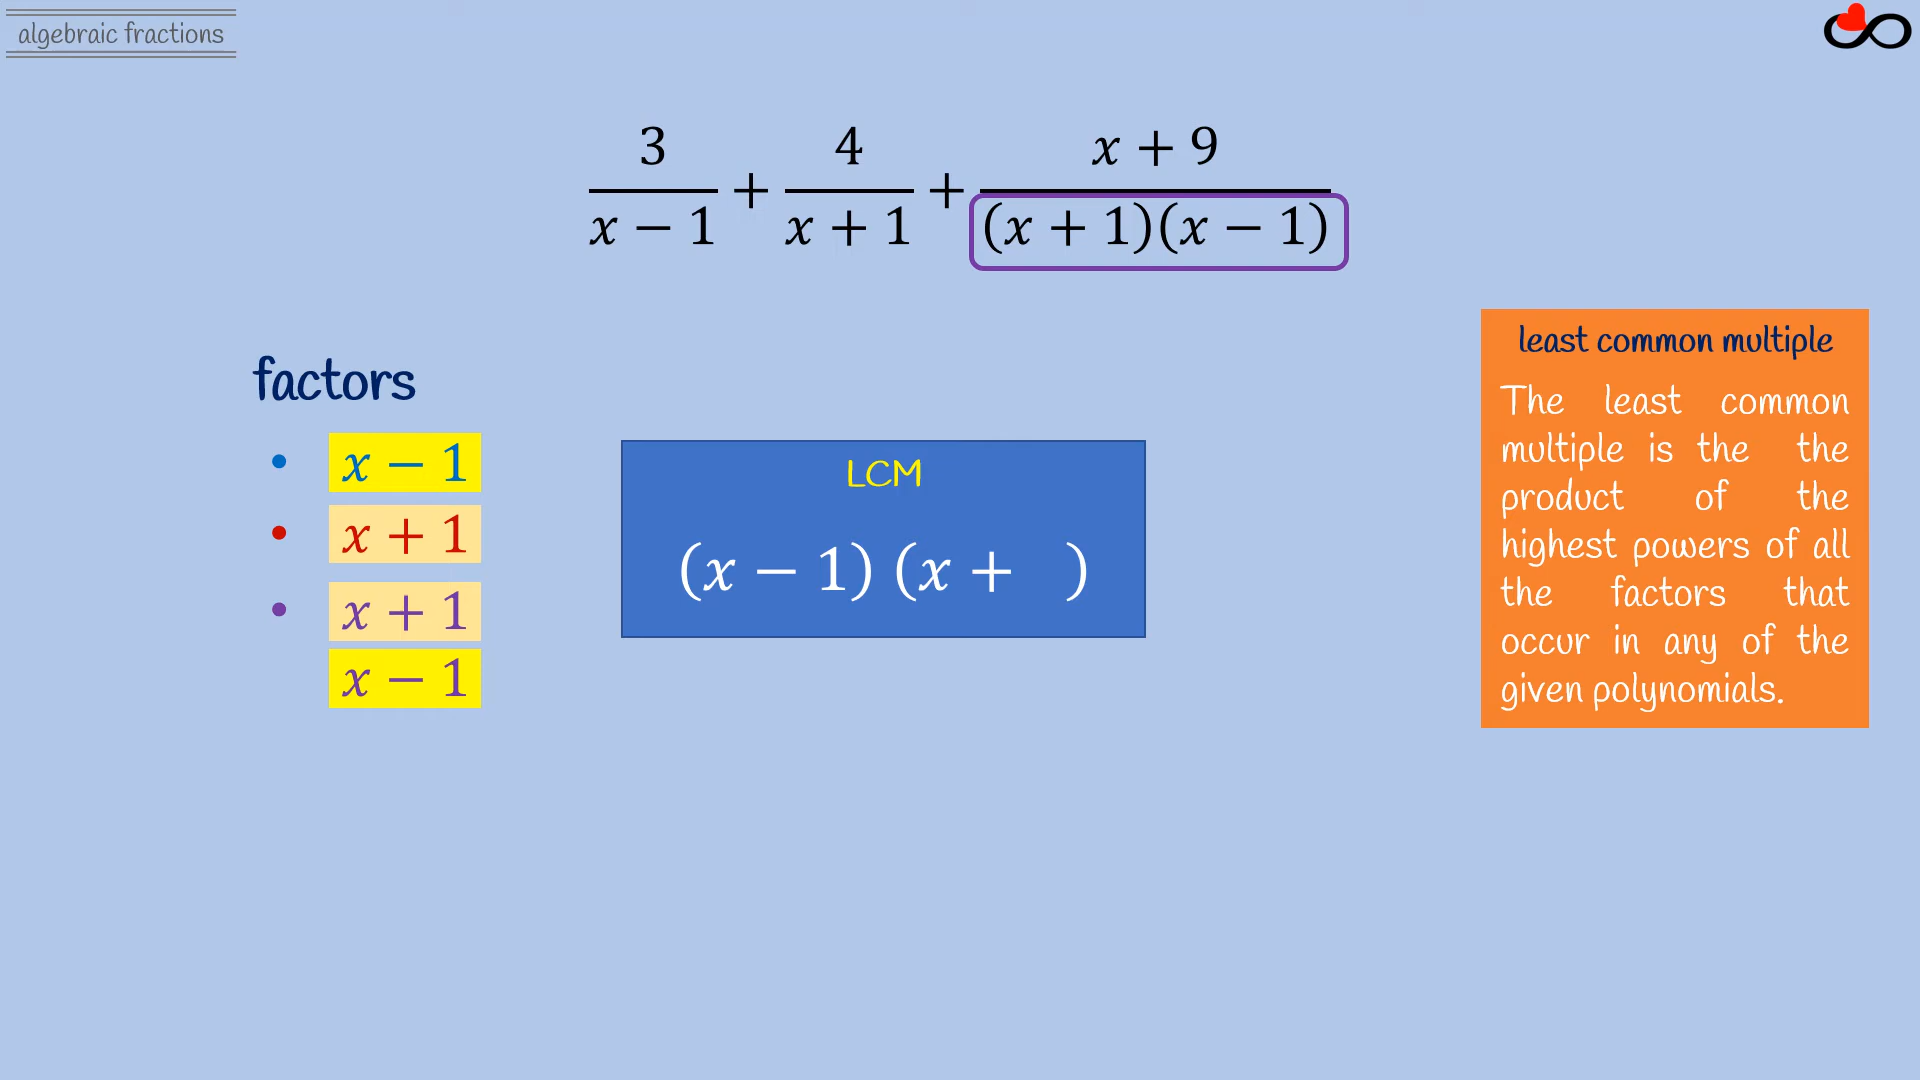 algebraic fractions
3/(x − 1) + 4/(x + 1) + (x + 9)/((x + 1)(x − 1))
factors
• x − 1
• x + 1
• x + 1
x − 1
LCM
(x − 1) (x +   )
least common multiple
The least common
multiple is the the
product of the
highest powers of all
the factors that
occur in any of the
given polynomials.